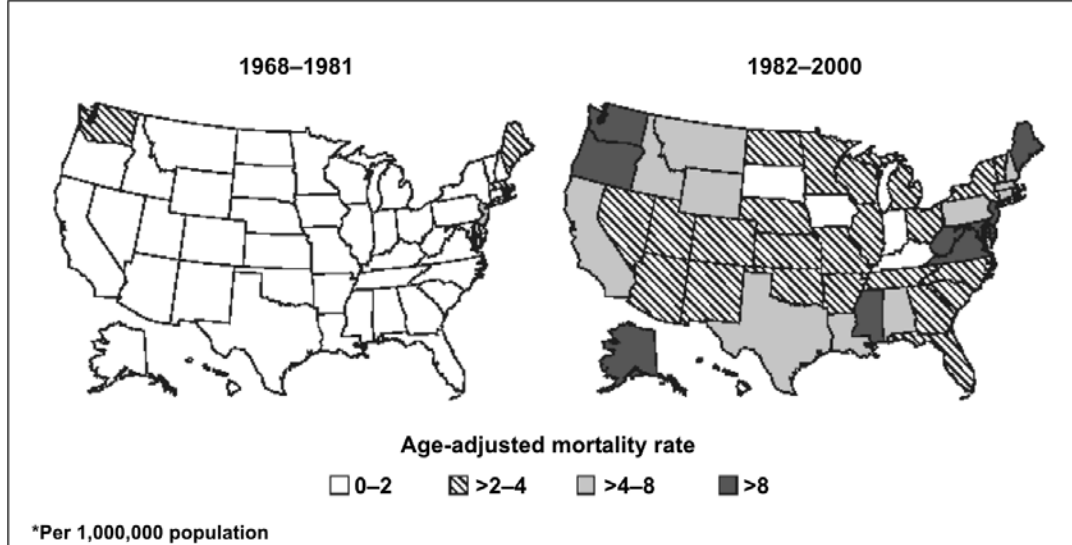 1968–1981
1982–2000
Age-adjusted mortality rate
0–2 >2–4 >4–8 >8
*Per 1,000,000 population